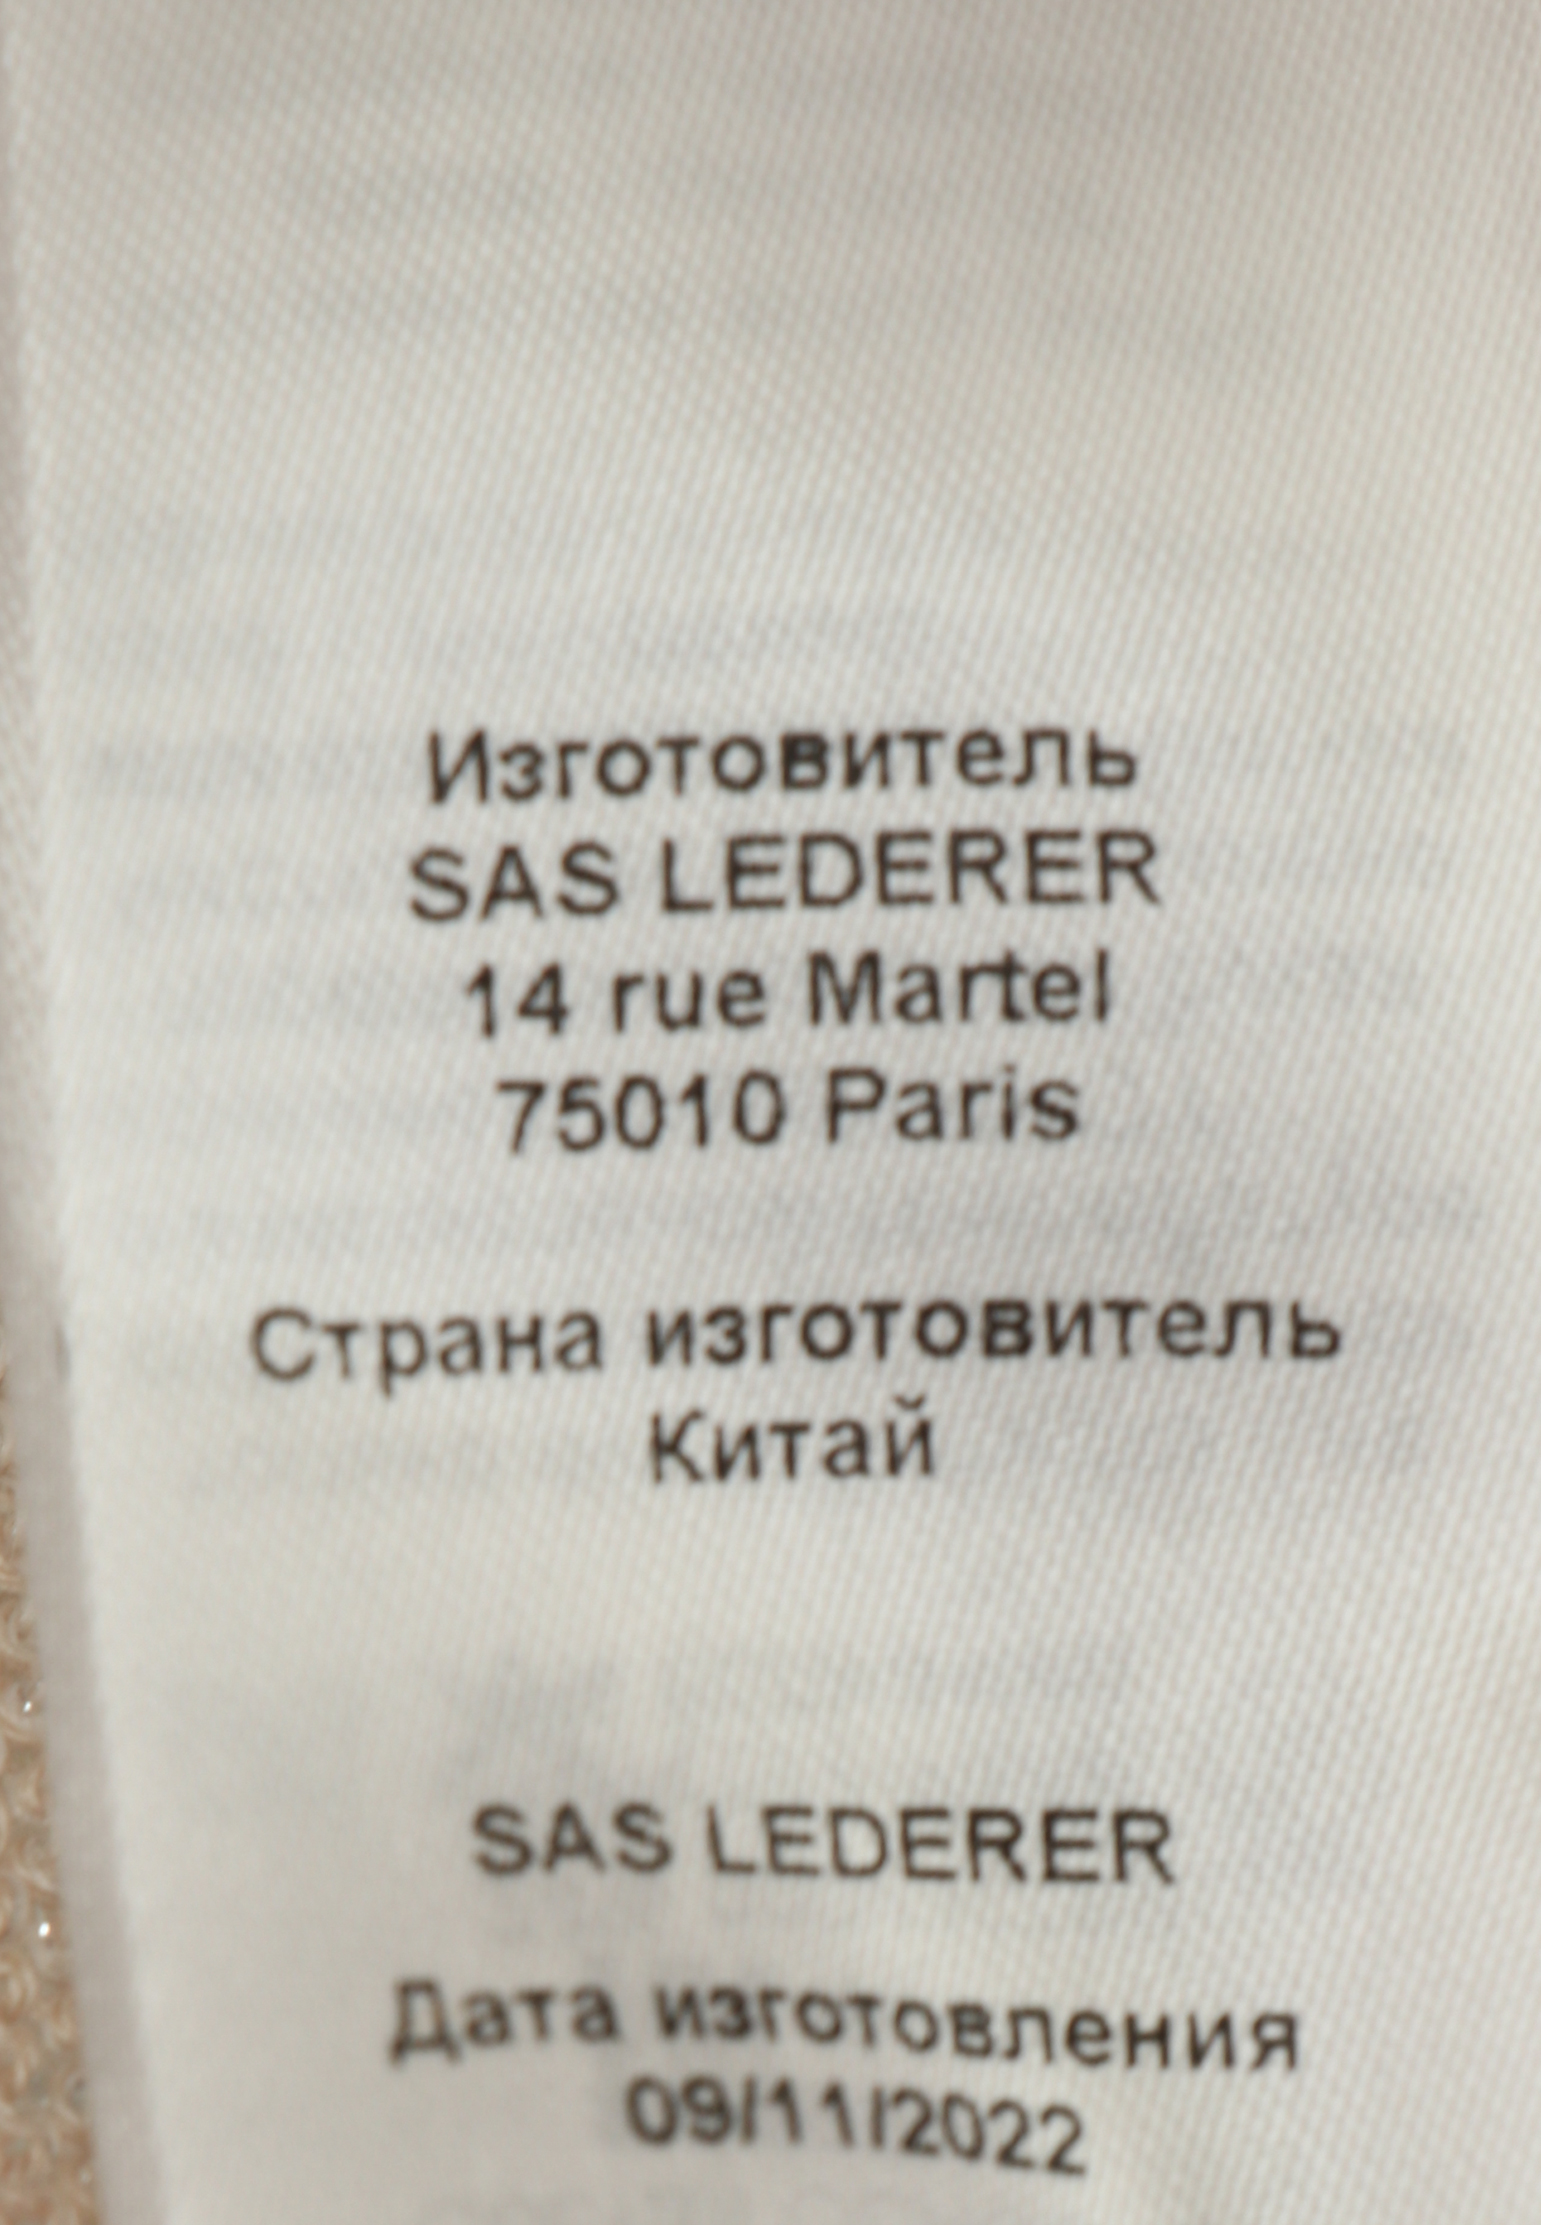 Изготовитель
SAS LEDERER
14 rue Martel
75010 Paris
Страна изготовитель
Китай
SAS LEDERER
Дата изготовления
09/11/2022